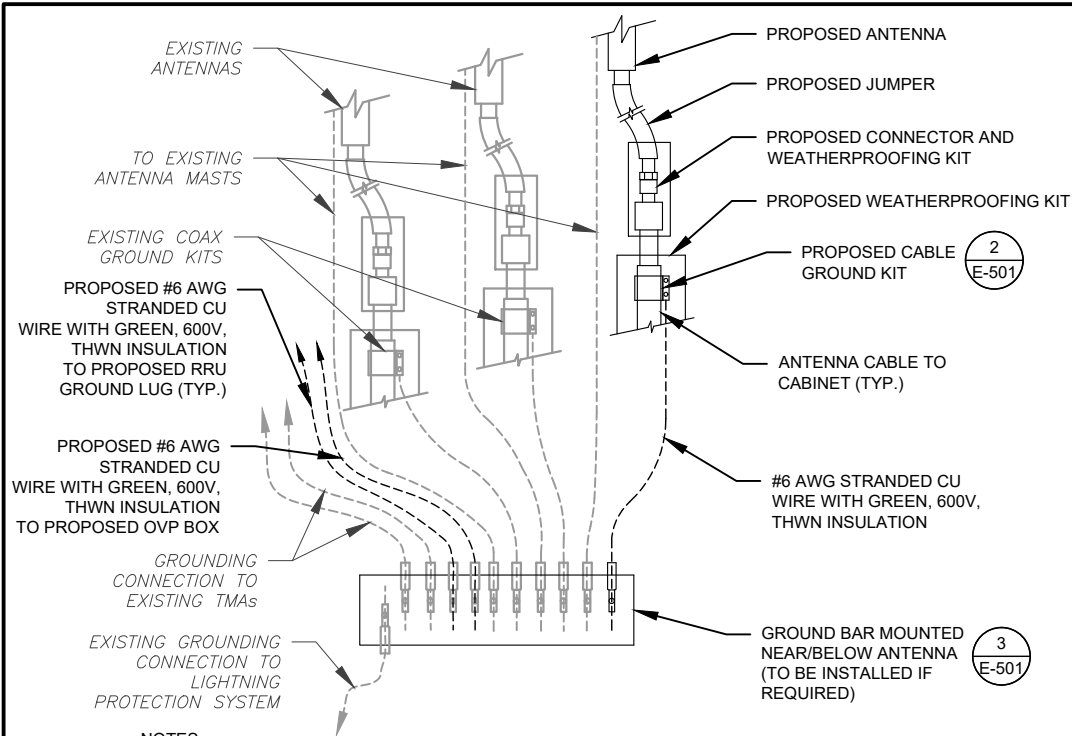 EXISTING
ANTENNAS
TO EXISTING
ANTENNA MASTS
EXISTING COAX
GROUND KITS
PROPOSED #6 AWG
STRANDED CU
WIRE WITH GREEN, 600V,
THWN INSULATION
TO PROPOSED RRU
GROUND LUG (TYP.)
PROPOSED #6 AWG
STRANDED CU
WIRE WITH GREEN, 600V,
THWN INSULATION
TO PROPOSED OVP BOX
GROUNDING
CONNECTION TO
EXISTING TMAs
EXISTING GROUNDING
CONNECTION TO
LIGHTNING
PROTECTION SYSTEM
PROPOSED ANTENNA
PROPOSED JUMPER
PROPOSED CONNECTOR AND
WEATHERPROOFING KIT
PROPOSED WEATHERPROOFING KIT
PROPOSED CABLE
GROUND KIT
2
E-501
ANTENNA CABLE TO
CABINET (TYP.)
#6 AWG STRANDED CU
WIRE WITH GREEN, 600V,
THWN INSULATION
GROUND BAR MOUNTED
NEAR/BELOW ANTENNA
(TO BE INSTALLED IF
REQUIRED)
3
E-501
NOTES